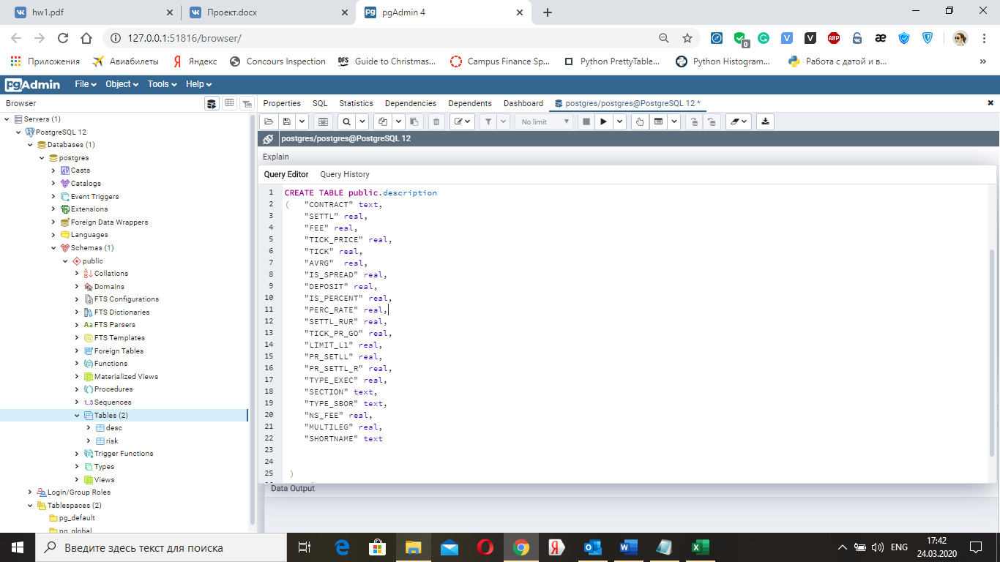 hw1.pdf
Проект.docx
pgAdmin 4
127.0.0.1:51816/browser/
ABP
0
æ
Приложения
Авиабилеты
Яндекс
Concours Inspection
DFS Guide to Christmas...
Campus Finance Sp...
Python PrettyTable...
Python Histogram...
Работа с датой и в...
pgAdmin File Object Tools Help
Browser
Properties SQL Statistics Dependencies Dependents Dashboard postgres/postgres@PostgreSQL 12 *
No limit
postgres/postgres@PostgreSQL 12
Explain
Query Editor Query History
Servers (1)
PostgreSQL 12
Databases (1)
postgres
Casts
Catalogs
Event Triggers
Extensions
Foreign Data Wrappers
Languages
Schemas (1)
public
Collations
Domains
FTS Configurations
FTS Dictionaries
FTS Parsers
FTS Templates
Foreign Tables
Functions
Materialized Views
Procedures
1..3 Sequences
Tables (2)
desc
risk
Trigger Functions
Types
Views
Login/Group Roles
Tablespaces (2)
pg_default
pg_global
1 CREATE TABLE public.description
2 ( "CONTRACT" text,
3 "SETTL" real,
4 "FEE" real,
5 "TICK_PRICE" real,
6 "TICK" real,
7 "AVRG"  real,
8 "IS_SPREAD" real,
9 "DEPOSIT" real,
10 "IS_PERCENT" real,
11 "PERC_RATE" real,
12 "SETTL_RUR" real,
13 "TICK_PR_GO" real,
14 "LIMIT_L1" real,
15 "PR_SETLL" real,
16 "PR_SETTL_R" real,
17 "TYPE_EXEC" real,
18 "SECTION" text,
19 "TYPE_SBOR" text,
20 "NS_FEE" real,
21 "MULTILEG" real,
22 "SHORTNAME" text
23
24
25 )
Data Output
Введите здесь текст для поиска
ENG
17:42
24.03.2020